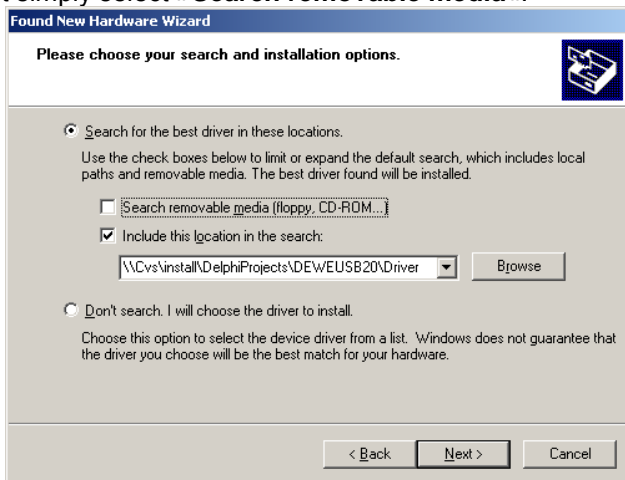 simply select "Search removable media".
Found New Hardware Wizard
Please choose your search and installation options.
Search for the best driver in these locations.
Use the check boxes below to limit or expand the default search, which includes local
paths and removable media. The best driver found will be installed.
Search removable media (floppy, CD-ROM...)
Include this location in the search:
\\Cvs\install\DelphiProjects\DEWEUSB20\Driver
Browse
Don't search. I will choose the driver to install.
Choose this option to select the device driver from a list. Windows does not guarantee that
the driver you choose will be the best match for your hardware.
< Back Next > Cancel